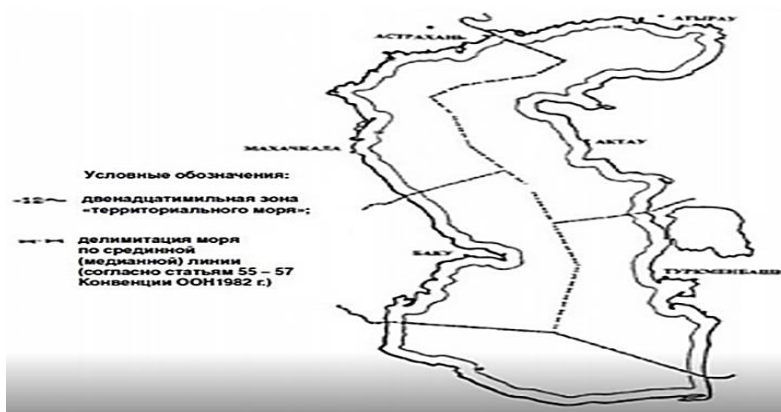 АТЫРАУ
АСТРАХАНЬ
АКТАУ
МАХАЧКАЛА
Условные обозначения:
-12~ двенадцатимильная зона
«территориального моря»;
делимитация моря
по срединной
(медианной) линии
(согласно статьям 55 – 57
Конвенции ООН1982 г.)
БАКУ
ТУРКМЕНБАШИ